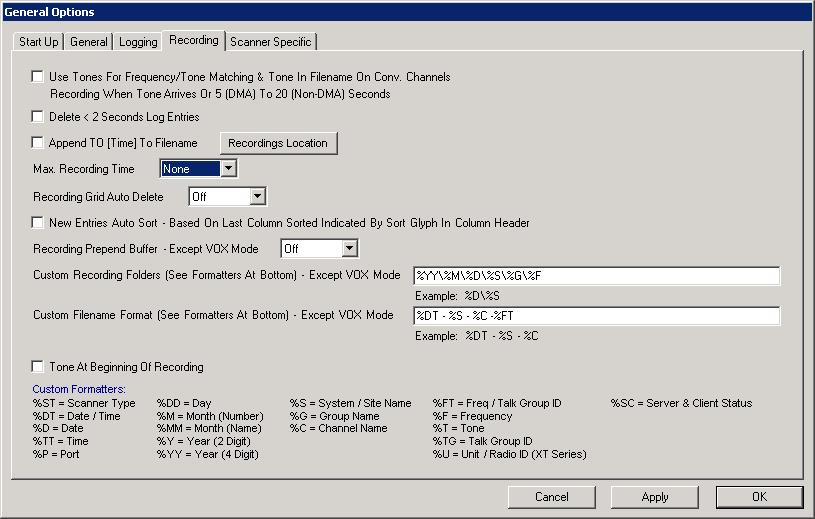 General Options
Start Up General Logging Recording Scanner Specific
Use Tones For Frequency/Tone Matching & Tone In Filename On Conv. Channels
Recording When Tone Arrives Or 5 (DMA) To 20 (Non-DMA) Seconds
Delete < 2 Seconds Log Entries
Append TO [Time] To Filename Recordings Location
Max. Recording Time None
Recording Grid Auto Delete Off
New Entries Auto Sort - Based On Last Column Sorted Indicated By Sort Glyph In Column Header
Recording Prepend Buffer - Except VOX Mode Off
Custom Recording Folders (See Formatters At Bottom) - Except VOX Mode %YY\%M\%D\%S\%G\%F
Example: %D\%S
Custom Filename Format (See Formatters At Bottom) - Except VOX Mode %DT - %S - %C -%FT
Example: %DT - %S - %C
Tone At Beginning Of Recording
Custom Formatters:
%ST = Scanner Type %DD = Day %S = System / Site Name %FT = Freq / Talk Group ID %SC = Server & Client Status
%DT = Date / Time %M = Month (Number) %G = Group Name %F = Frequency
%D = Date %MM = Month (Name) %C = Channel Name %T = Tone
%TT = Time %Y = Year (2 Digit) %TG = Talk Group ID
%P = Port %YY = Year (4 Digit) %U = Unit / Radio ID (XT Series)
Cancel Apply OK